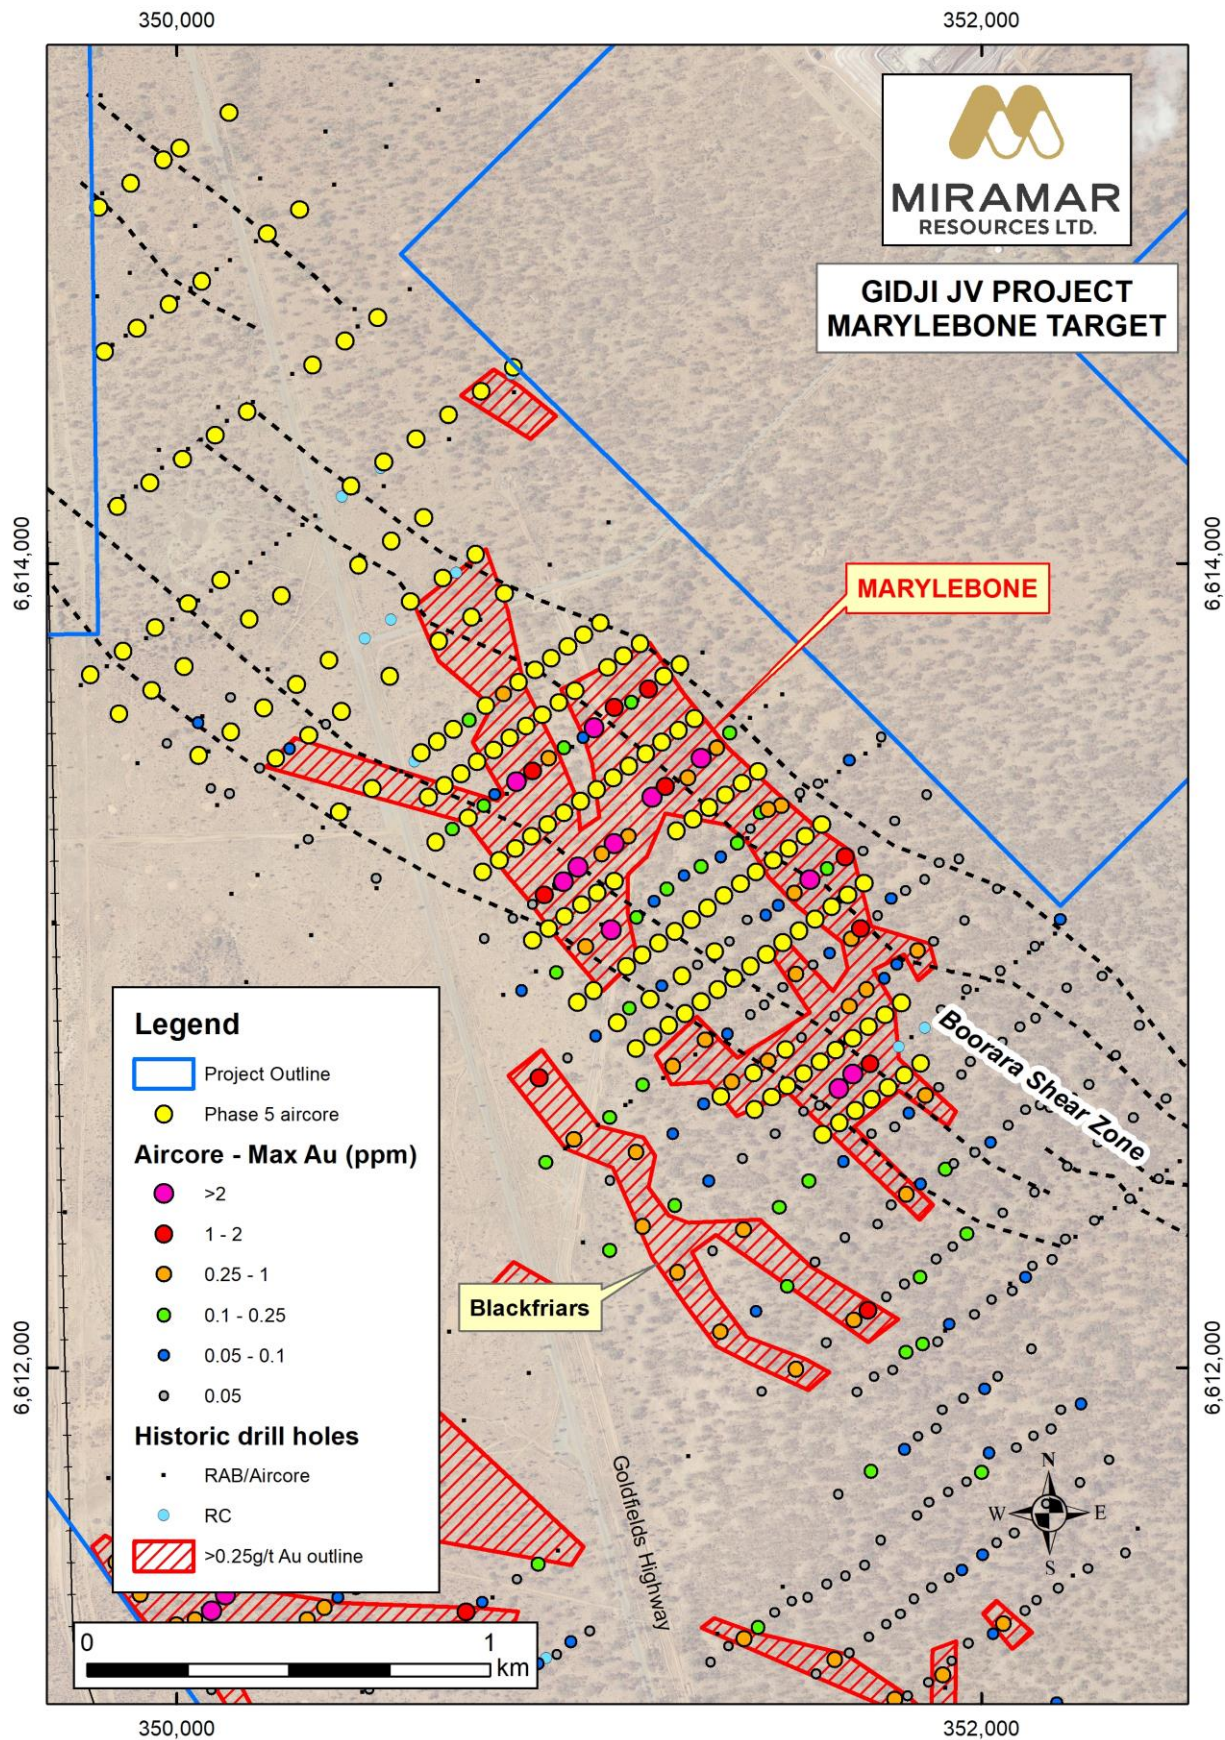 350,000
352,000
MIRAMAR
RESOURCES LTD.
GIDJI JV PROJECT
MARYLEBONE TARGET
6,614,000
6,614,000
MARYLEBONE
Boorara Shear Zone
Legend
Project Outline
Phase 5 aircore
Aircore - Max Au (ppm)
>2
1 - 2
0.25 - 1
0.1 - 0.25
0.05 - 0.1
0.05
Historic drill holes
RAB/Aircore
RC
>0.25g/t Au outline
Blackfriars
6,612,000
6,612,000
Goldfields Highway
N
W
E
S
0
1
km
350,000
352,000